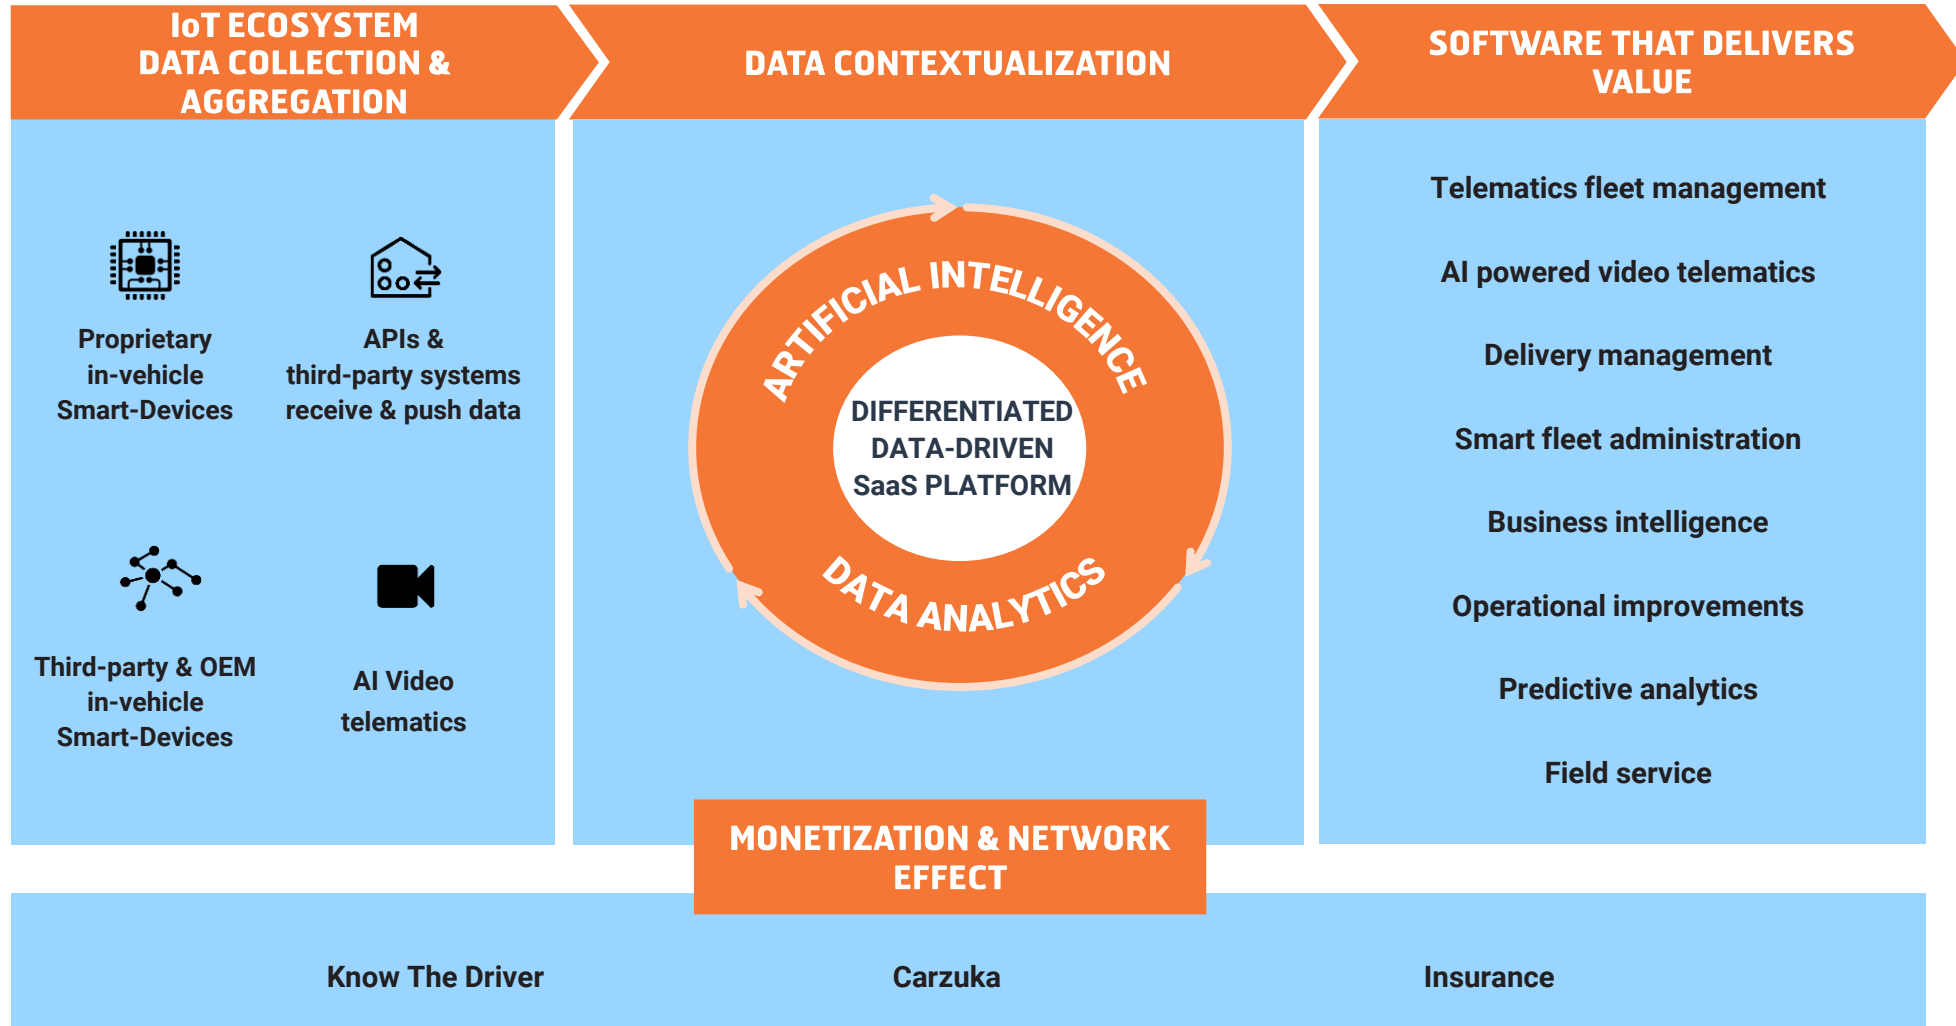 IoT ECOSYSTEM
DATA COLLECTION &
AGGREGATION
DATA CONTEXTUALIZATION
SOFTWARE THAT DELIVERS
VALUE
Proprietary
in-vehicle
Smart-Devices
APIs &
third-party systems
receive & push data
Third-party & OEM
in-vehicle
Smart-Devices
AI Video
telematics
ARTIFICIAL INTELLIGENCE
DIFFERENTIATED
DATA-DRIVEN
SaaS PLATFORM
DATA ANALYTICS
Telematics fleet management
AI powered video telematics
Delivery management
Smart fleet administration
Business intelligence
Operational improvements
Predictive analytics
Field service
MONETIZATION & NETWORK
EFFECT
Know The Driver
Carzuka
Insurance